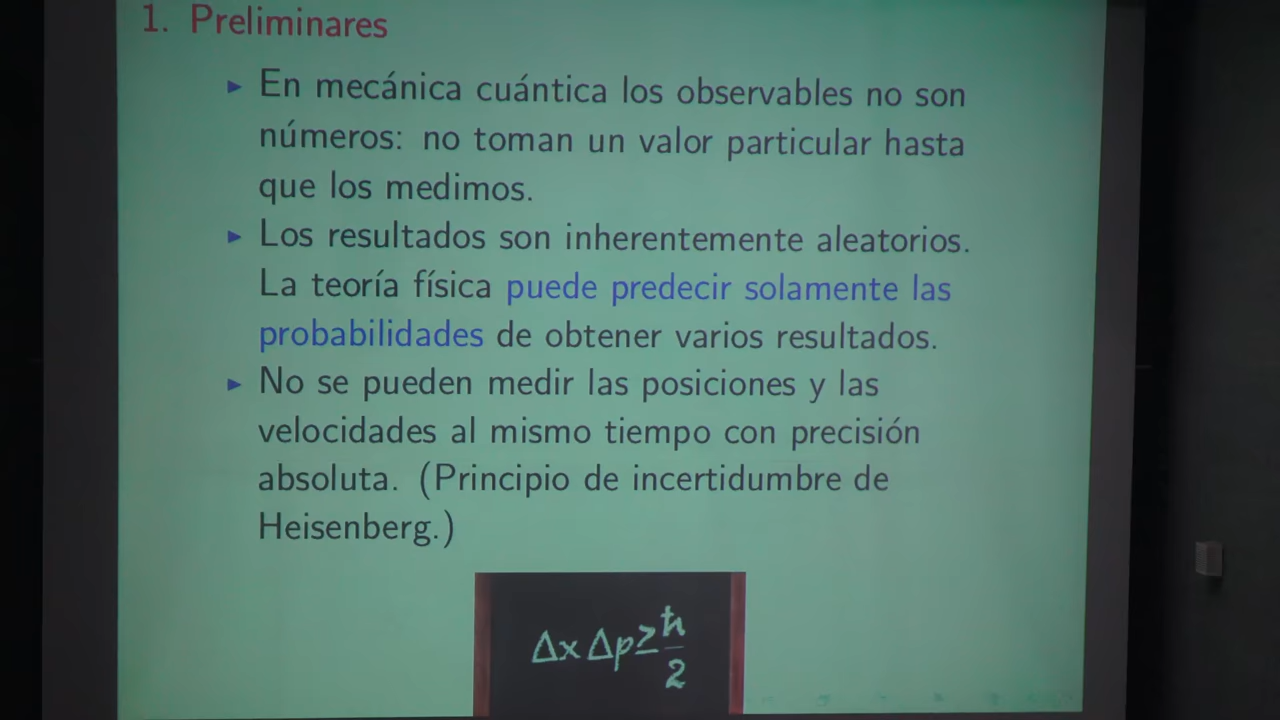 1. Preliminares
▸ En mecánica cuántica los observables no son
números: no toman un valor particular hasta
que los medimos.
▸ Los resultados son inherentemente aleatorios.
La teoría física puede predecir solamente las
probabilidades de obtener varios resultados.
▸ No se pueden medir las posiciones y las
velocidades al mismo tiempo con precisión
absoluta. (Principio de incertidumbre de
Heisenberg.)
Δx Δp ≥ ħ/2